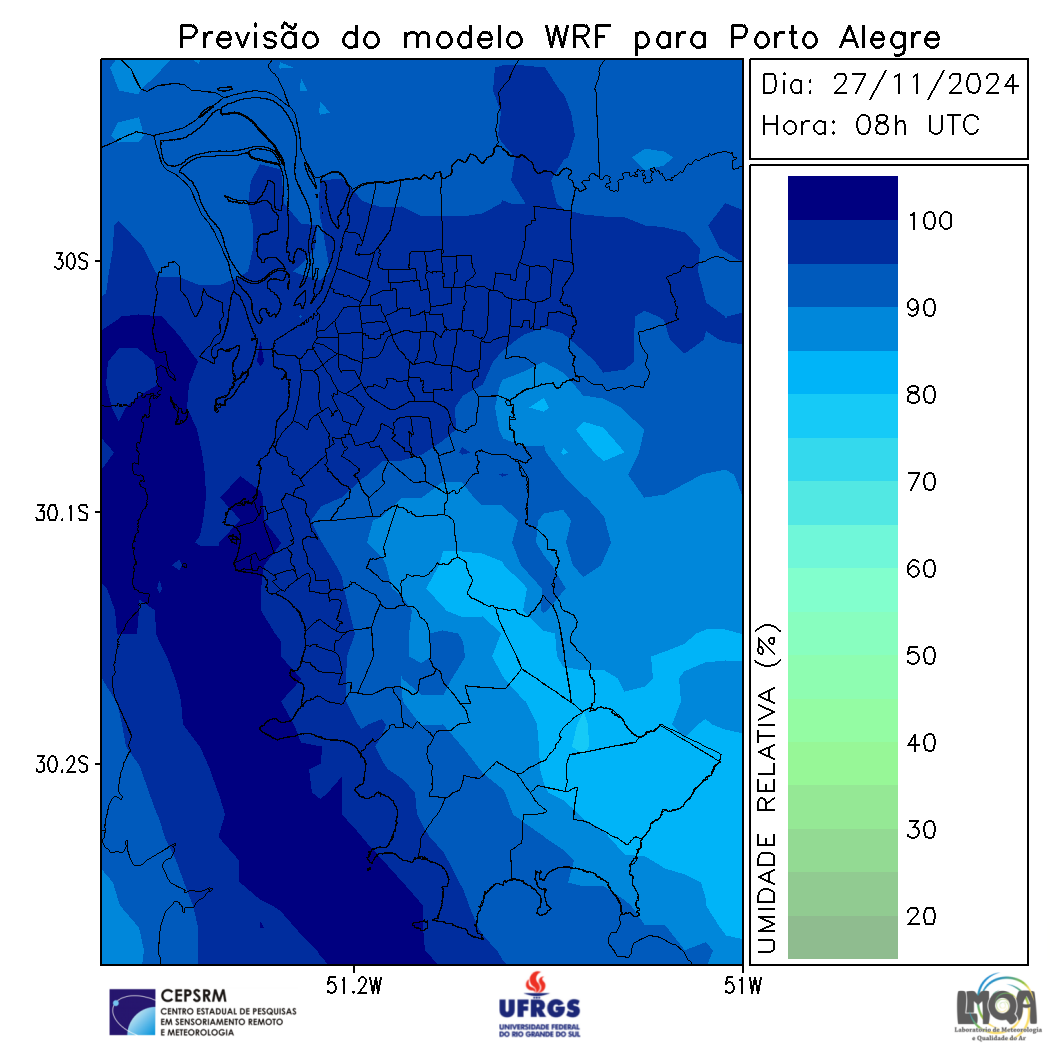 Previsão do modelo WRF para Porto Alegre
Dia: 27/11/2024
Hora: 08h UTC
100
90
80
70
60
50
40
30
20
UMIDADE RELATIVA (%)
30S
30.1S
30.2S
51.2W
51W
CEPSRM
CENTRO ESTADUAL DE PESQUISAS
EM SENSORIAMENTO REMOTO
E METEOROLOGIA
UFRGS
UNIVERSIDADE FEDERAL
DO RIO GRANDE DO SUL
LMQA
Laboratório de Meteorologia
e Qualidade do Ar